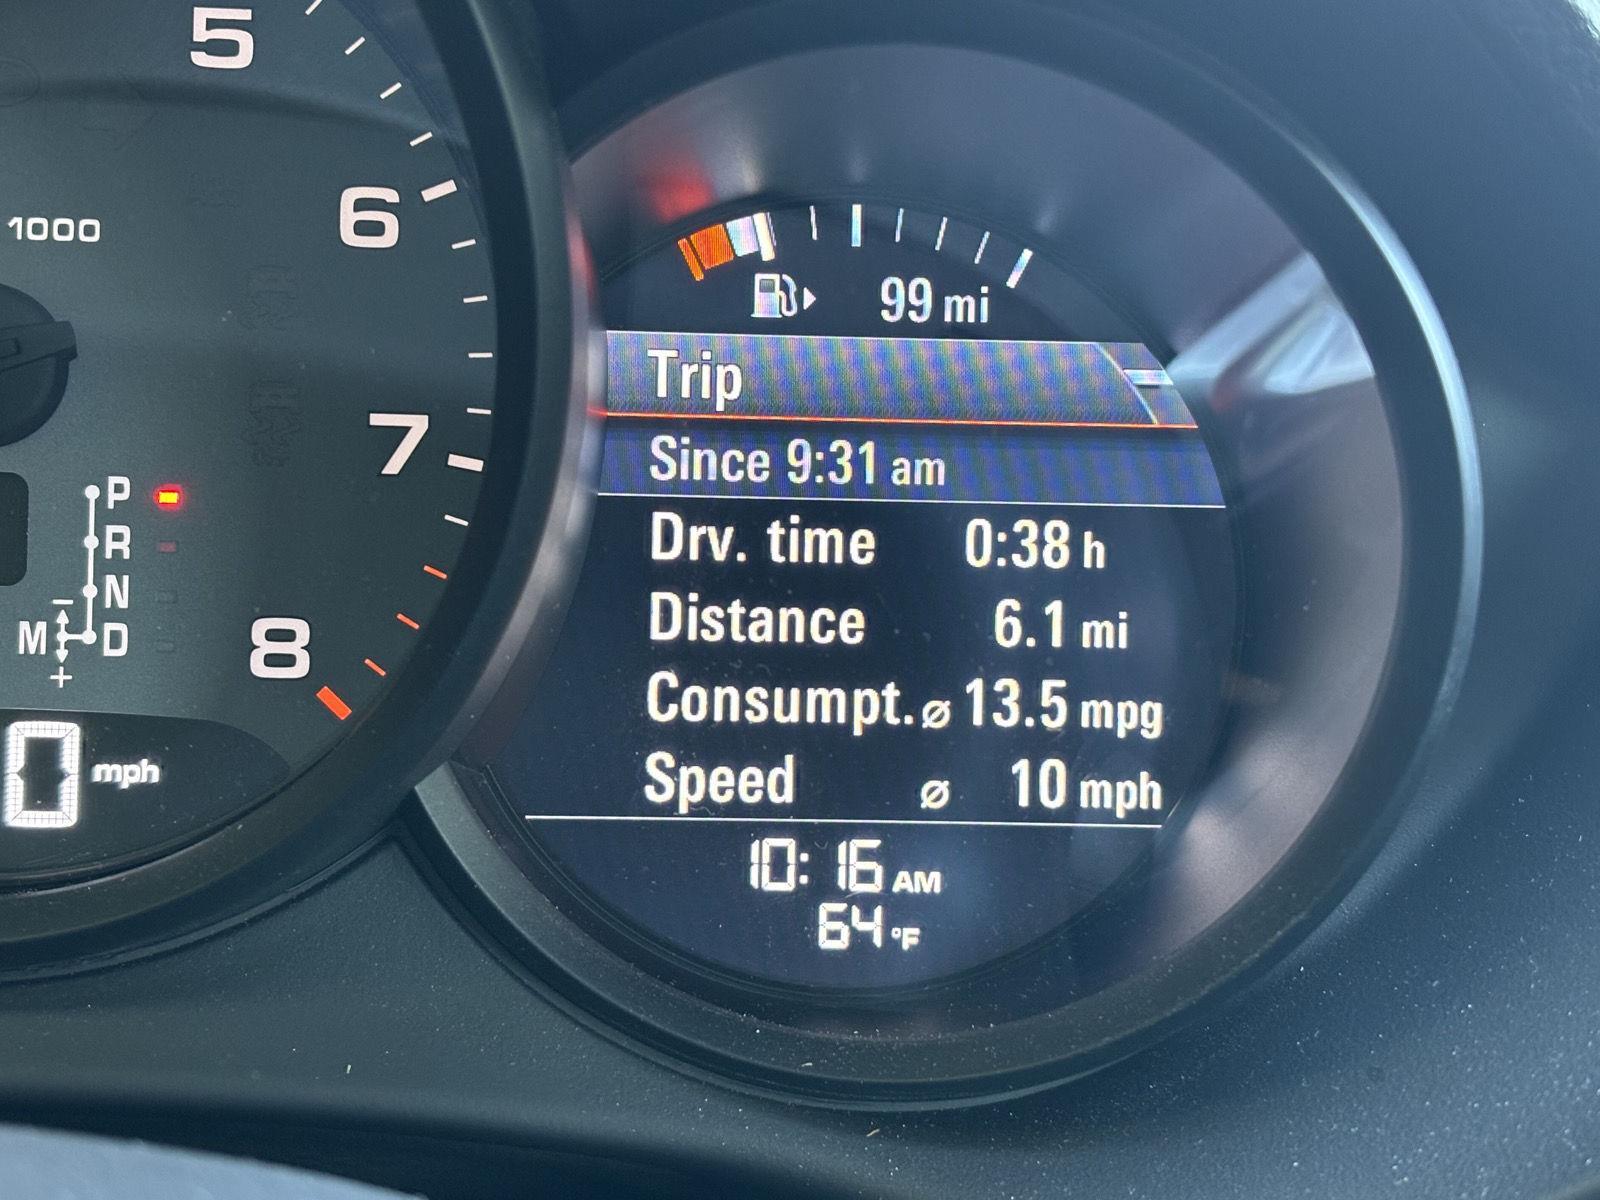 5
6
1000
7
P
R
N
−
M D
+
8
0 mph
99 mi
Trip
Since 9:31 am
Drv. time 0:38 h
Distance 6.1 mi
Consumpt. ⌀ 13.5 mpg
Speed ⌀ 10 mph
10:16 AM
64 °F